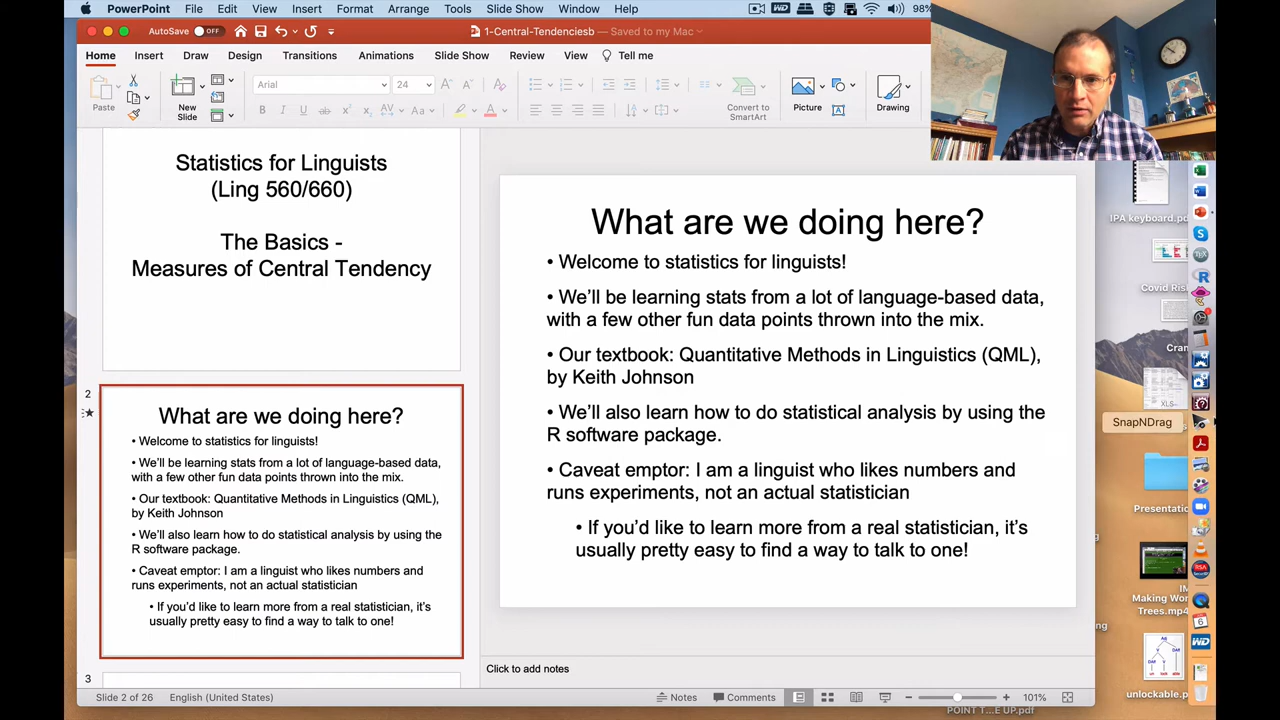 PowerPoint File Edit View Insert Format Arrange Tools Slide Show Window Help 98%
AutoSave OFF 1-Central-Tendenciesb — Saved to my Mac
Home Insert Draw Design Transitions Animations Slide Show Review View Tell me
Arial 24
Paste New Slide Convert to SmartArt Picture Drawing
Statistics for Linguists
(Ling 560/660)
The Basics -
Measures of Central Tendency
2
What are we doing here?
• Welcome to statistics for linguists!
• We'll be learning stats from a lot of language-based data,
with a few other fun data points thrown into the mix.
• Our textbook: Quantitative Methods in Linguistics (QML),
by Keith Johnson
• We'll also learn how to do statistical analysis by using the
R software package.
• Caveat emptor: I am a linguist who likes numbers and
runs experiments, not an actual statistician
• If you'd like to learn more from a real statistician, it's
usually pretty easy to find a way to talk to one!
3
What are we doing here?
• Welcome to statistics for linguists!
• We'll be learning stats from a lot of language-based data,
with a few other fun data points thrown into the mix.
• Our textbook: Quantitative Methods in Linguistics (QML),
by Keith Johnson
• We'll also learn how to do statistical analysis by using the
R software package.
• Caveat emptor: I am a linguist who likes numbers and
runs experiments, not an actual statistician
• If you'd like to learn more from a real statistician, it's
usually pretty easy to find a way to talk to one!
Click to add notes
Slide 2 of 26 English (United States) Notes Comments 101%
IPA keyboard.pd
Covid Ris
Cran
XLS
SnapNDrag
Presentatio
Making Wor
Trees.mp4
unlockable.p
POINT T...E UP.pdf